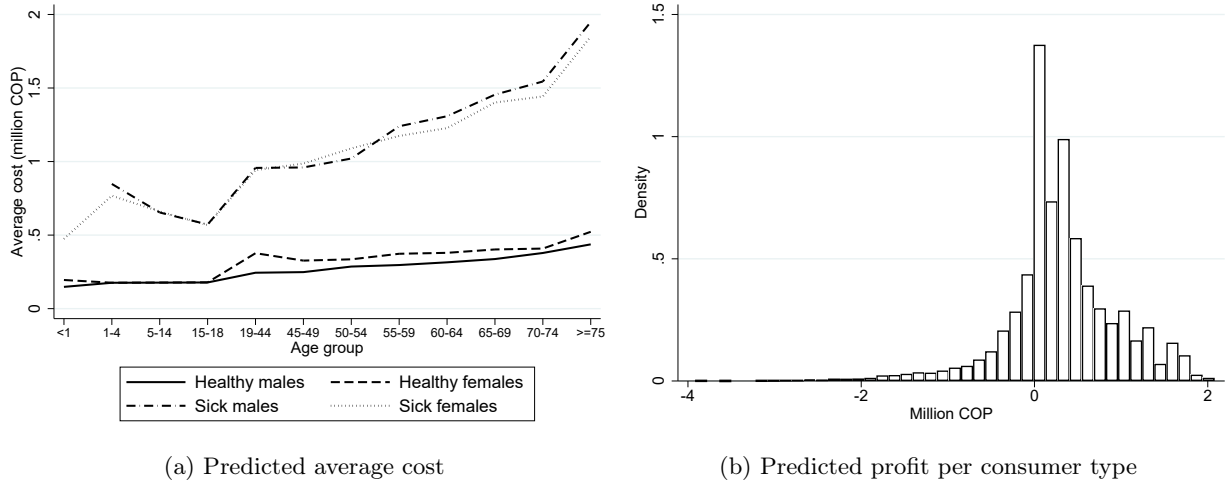 2
1.5
1
.5
0
Average cost (million COP)
<1 1-4 5-14 15-18 19-44 45-49 50-54 55-59 60-64 65-69 70-74 >=75
Age group
Healthy males Healthy females
Sick males Sick females
(a) Predicted average cost
1.5
1
.5
0
Density
-4 -2 0 2
Million COP
(b) Predicted profit per consumer type